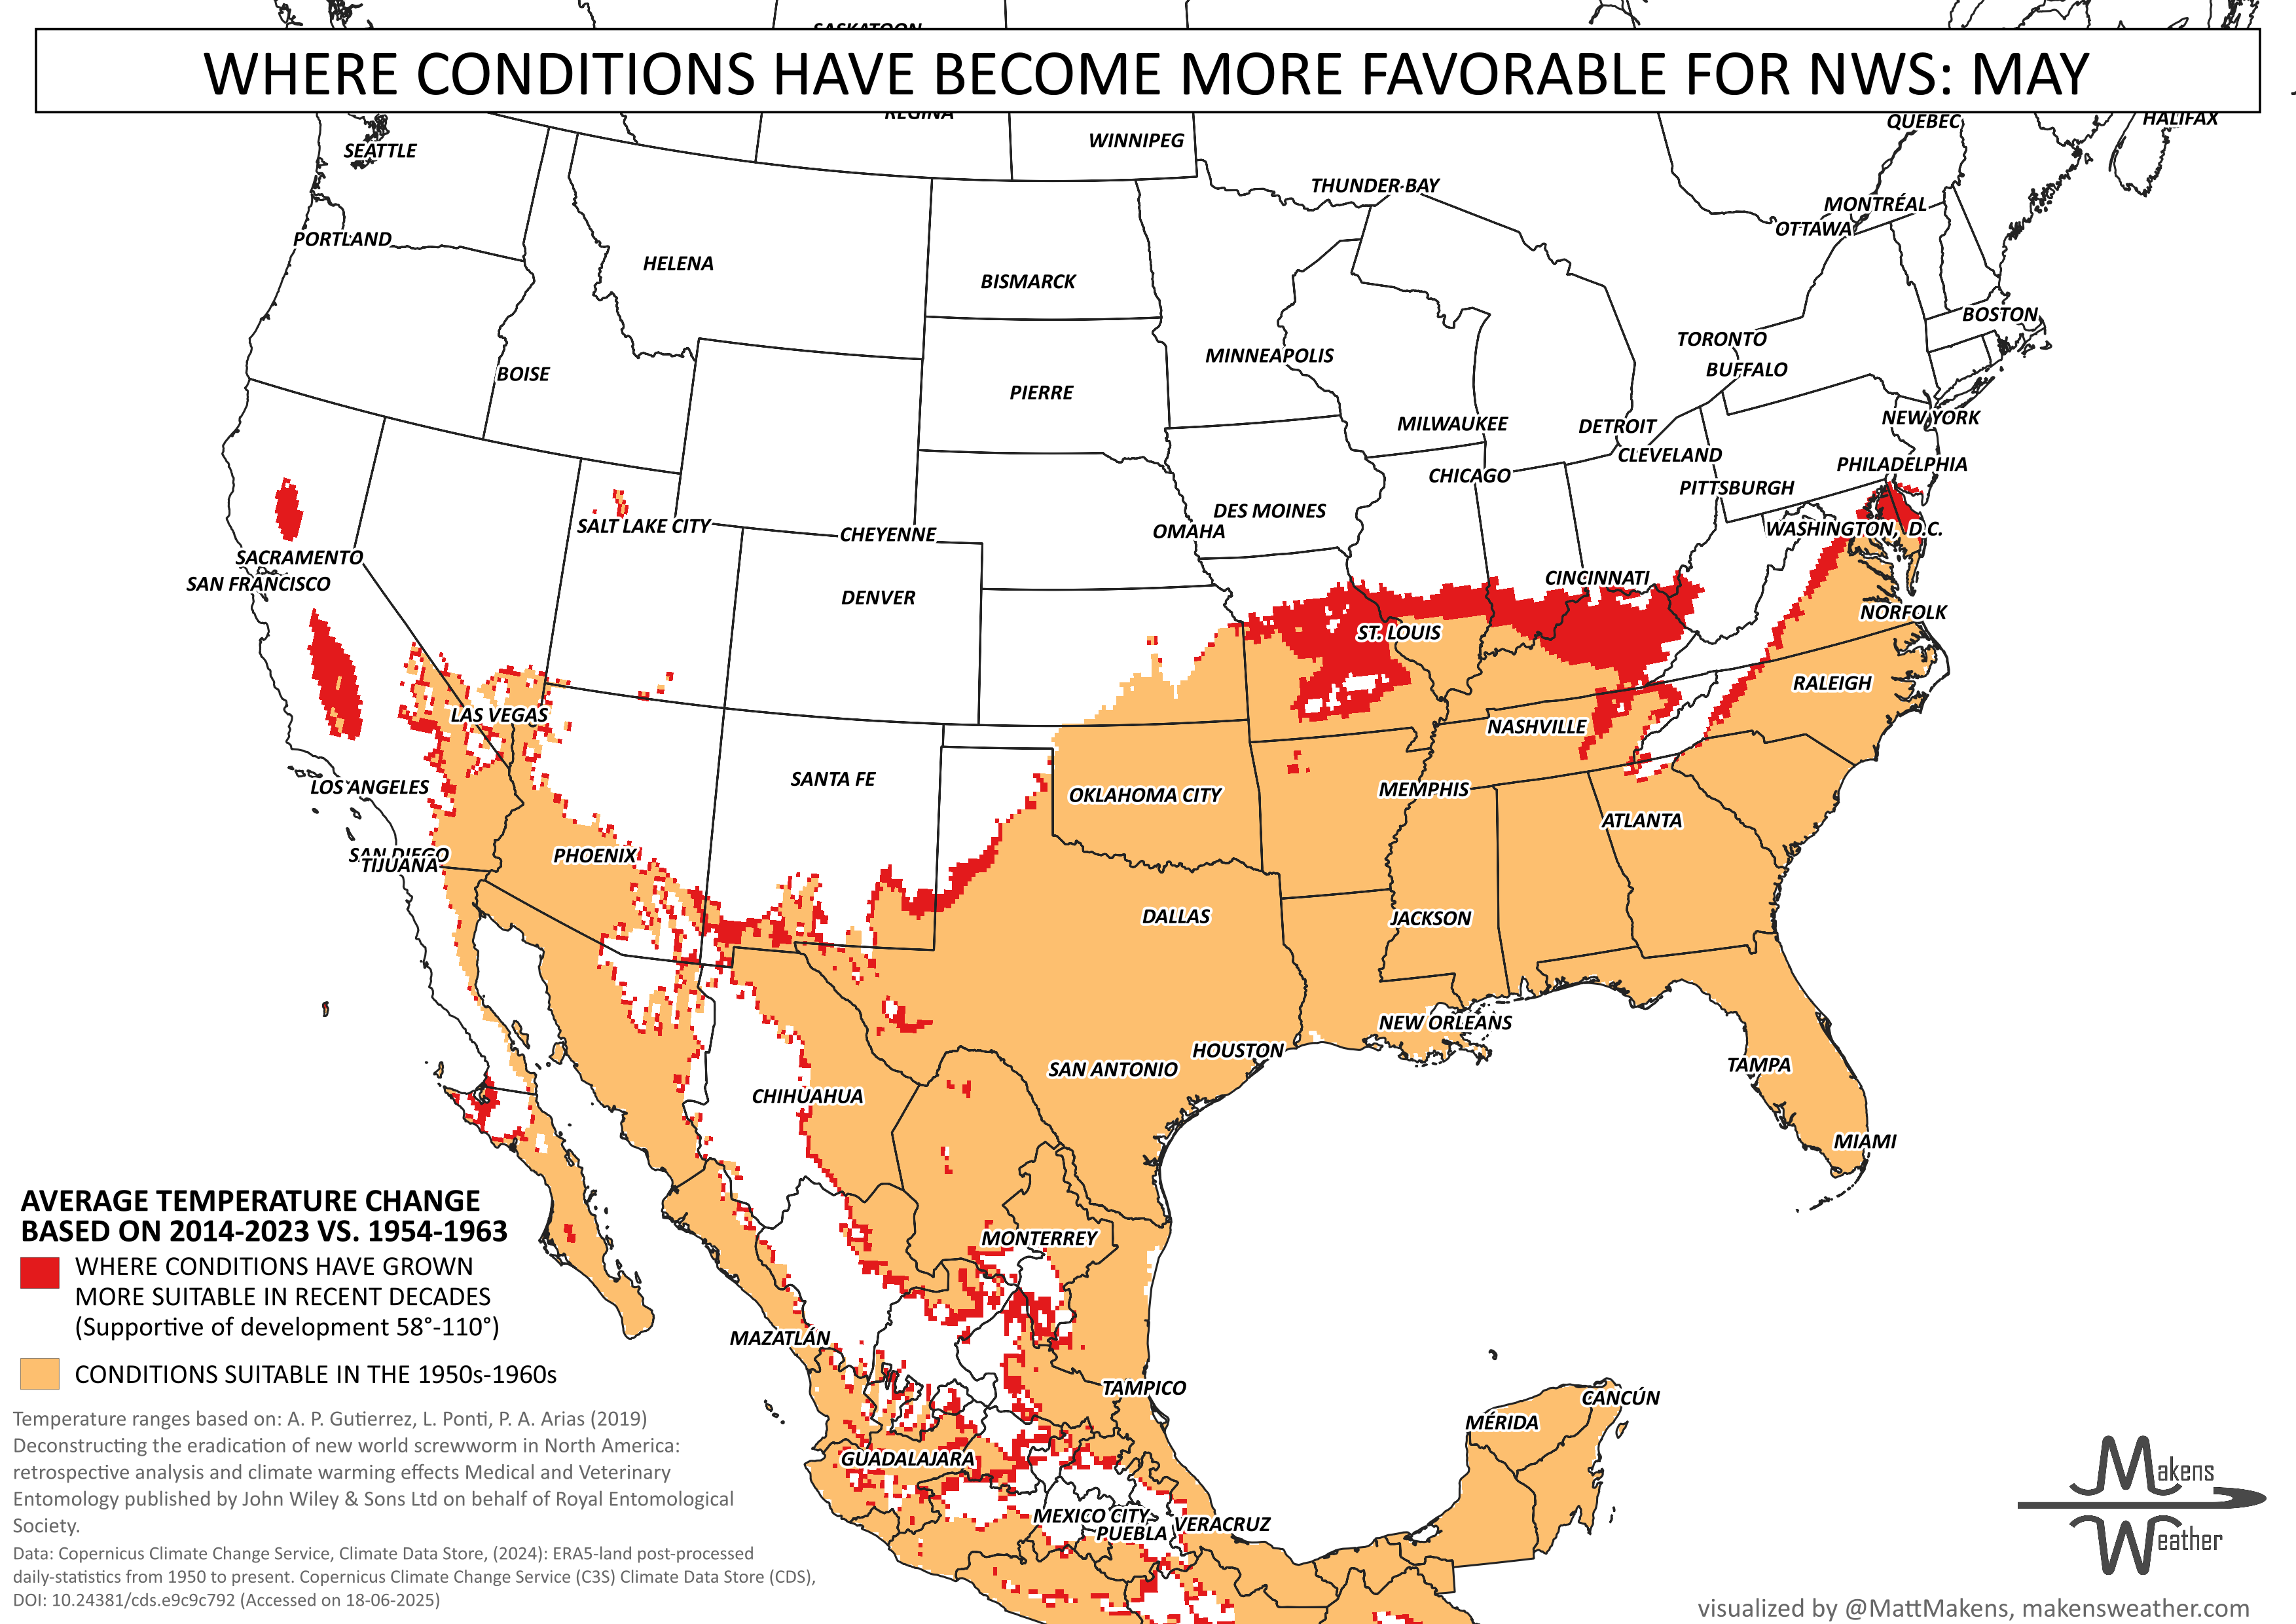 SASKATOON
WHERE CONDITIONS HAVE BECOME MORE FAVORABLE FOR NWS: MAY
REGINA
QUEBEC
HALIFAX
WINNIPEG
SEATTLE
THUNDER BAY
MONTRÉAL
OTTAWA
PORTLAND
HELENA
BISMARCK
BOSTON
TORONTO
MINNEAPOLIS
BUFFALO
BOISE
PIERRE
NEW YORK
MILWAUKEE
DETROIT
CLEVELAND
PHILADELPHIA
CHICAGO
PITTSBURGH
DES MOINES
SALT LAKE CITY
OMAHA
WASHINGTON, D.C.
CHEYENNE
SACRAMENTO
CINCINNATI
SAN FRANCISCO
DENVER
NORFOLK
ST. LOUIS
RALEIGH
LAS VEGAS
NASHVILLE
SANTA FE
LOS ANGELES
OKLAHOMA CITY
MEMPHIS
ATLANTA
SAN DIEGO
TIJUANA
PHOENIX
DALLAS
JACKSON
NEW ORLEANS
HOUSTON
SAN ANTONIO
TAMPA
CHIHUAHUA
MIAMI
MONTERREY
MAZATLÁN
TAMPICO
CANCÚN
MÉRIDA
GUADALAJARA
MEXICO CITY
VERACRUZ
PUEBLA
AVERAGE TEMPERATURE CHANGE
BASED ON 2014-2023 VS. 1954-1963
WHERE CONDITIONS HAVE GROWN
MORE SUITABLE IN RECENT DECADES
(Supportive of development 58°-110°)
CONDITIONS SUITABLE IN THE 1950s-1960s
Temperature ranges based on: A. P. Gutierrez, L. Ponti, P. A. Arias (2019)
Deconstructing the eradication of new world screwworm in North America:
retrospective analysis and climate warming effects Medical and Veterinary
Entomology published by John Wiley & Sons Ltd on behalf of Royal Entomological
Society.
Data: Copernicus Climate Change Service, Climate Data Store, (2024): ERA5-land post-processed
daily-statistics from 1950 to present. Copernicus Climate Change Service (C3S) Climate Data Store (CDS),
DOI: 10.24381/cds.e9c9c792 (Accessed on 18-06-2025)
Makens
Weather
visualized by @MattMakens, makensweather.com